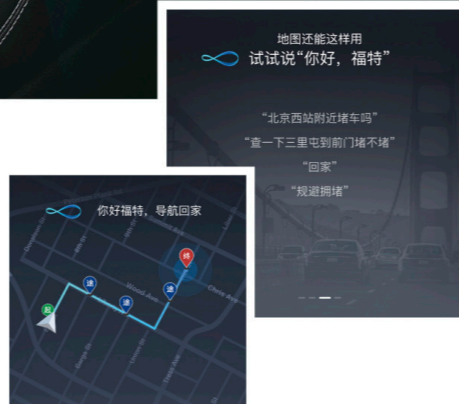 地图还能这样用
试试说“你好，福特”
“北京西站附近堵车吗”
“查一下三里屯到前门堵不堵”
“回家”
“规避拥堵”
你好福特，导航回家
终
途
途
途
起